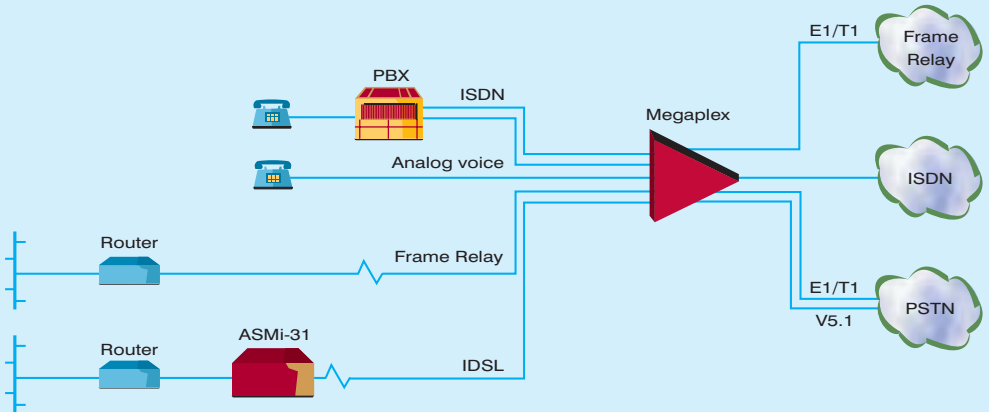 E1/T1
Frame
Relay
PBX
ISDN
Megaplex
Analog voice
ISDN
Router
Frame Relay
E1/T1
PSTN
V5.1
ASMi-31
Router
IDSL